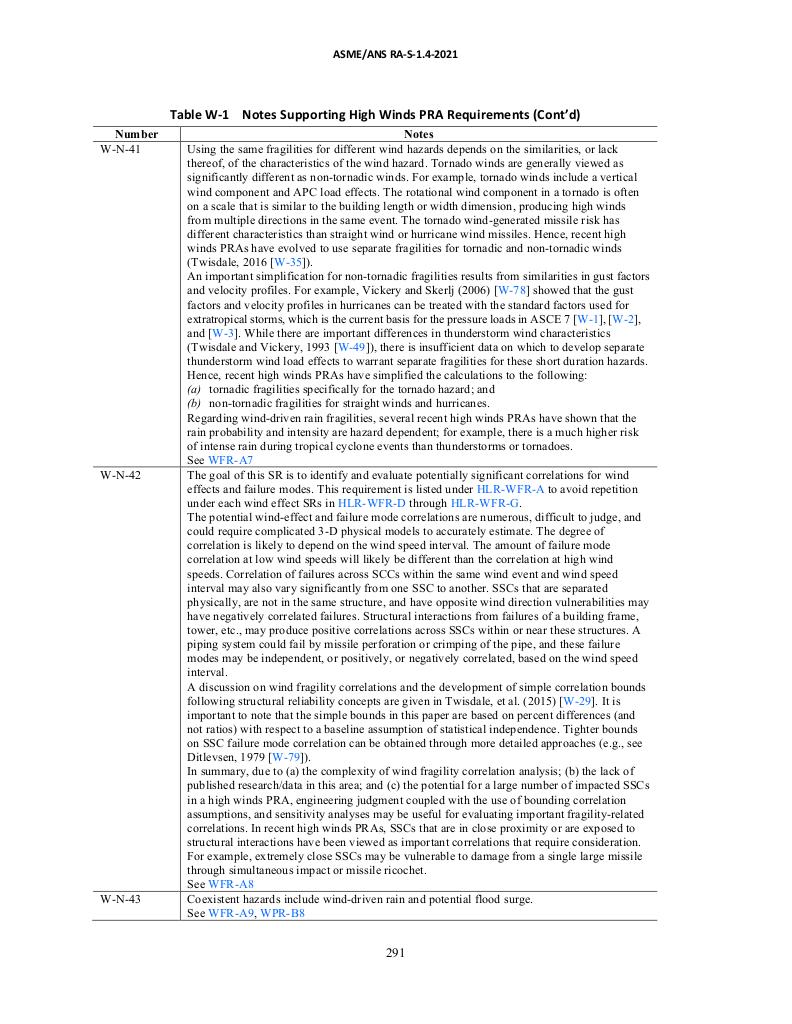 ASME/ANS RA-S-1.4-2021
Table W-1 Notes Supporting High Winds PRA Requirements (Cont’d)
Number Notes
W-N-41 Using the same fragilities for different wind hazards depends on the similarities, or lack
thereof, of the characteristics of the wind hazard. Tornado winds are generally viewed as
significantly different as non-tornadic winds. For example, tornado winds include a vertical
wind component and APC load effects. The rotational wind component in a tornado is often
on a scale that is similar to the building length or width dimension, producing high winds
from multiple directions in the same event. The tornado wind-generated missile risk has
different characteristics than straight wind or hurricane wind missiles. Hence, recent high
winds PRAs have evolved to use separate fragilities for tornadic and non-tornadic winds
(Twisdale, 2016 [W-35]).
An important simplification for non-tornadic fragilities results from similarities in gust factors
and velocity profiles. For example, Vickery and Skerlj (2006) [W-78] showed that the gust
factors and velocity profiles in hurricanes can be treated with the standard factors used for
extratropical storms, which is the current basis for the pressure loads in ASCE 7 [W-1], [W-2],
and [W-3]. While there are important differences in thunderstorm wind characteristics
(Twisdale and Vickery, 1993 [W-49]), there is insufficient data on which to develop separate
thunderstorm wind load effects to warrant separate fragilities for these short duration hazards.
Hence, recent high winds PRAs have simplified the calculations to the following:
(a) tornadic fragilities specifically for the tornado hazard; and
(b) non-tornadic fragilities for straight winds and hurricanes.
Regarding wind-driven rain fragilities, several recent high winds PRAs have shown that the
rain probability and intensity are hazard dependent; for example, there is a much higher risk
of intense rain during tropical cyclone events than thunderstorms or tornadoes.
See WFR-A7
W-N-42 The goal of this SR is to identify and evaluate potentially significant correlations for wind
effects and failure modes. This requirement is listed under HLR-WFR-A to avoid repetition
under each wind effect SRs in HLR-WFR-D through HLR-WFR-G.
The potential wind-effect and failure mode correlations are numerous, difficult to judge, and
could require complicated 3-D physical models to accurately estimate. The degree of
correlation is likely to depend on the wind speed interval. The amount of failure mode
correlation at low wind speeds will likely be different than the correlation at high wind
speeds. Correlation of failures across SCCs within the same wind event and wind speed
interval may also vary significantly from one SSC to another. SSCs that are separated
physically, are not in the same structure, and have opposite wind direction vulnerabilities may
have negatively correlated failures. Structural interactions from failures of a building frame,
tower, etc., may produce positive correlations across SSCs within or near these structures. A
piping system could fail by missile perforation or crimping of the pipe, and these failure
modes may be independent, or positively, or negatively correlated, based on the wind speed
interval.
A discussion on wind fragility correlations and the development of simple correlation bounds
following structural reliability concepts are given in Twisdale, et al. (2015) [W-29]. It is
important to note that the simple bounds in this paper are based on percent differences (and
not ratios) with respect to a baseline assumption of statistical independence. Tighter bounds
on SSC failure mode correlation can be obtained through more detailed approaches (e.g., see
Ditlevsen, 1979 [W-79]).
In summary, due to (a) the complexity of wind fragility correlation analysis; (b) the lack of
published research/data in this area; and (c) the potential for a large number of impacted SSCs
in a high winds PRA, engineering judgment coupled with the use of bounding correlation
assumptions, and sensitivity analyses may be useful for evaluating important fragility-related
correlations. In recent high winds PRAs, SSCs that are in close proximity or are exposed to
structural interactions have been viewed as important correlations that require consideration.
For example, extremely close SSCs may be vulnerable to damage from a single large missile
through simultaneous impact or missile ricochet.
See WFR-A8
W-N-43 Coexistent hazards include wind-driven rain and potential flood surge.
See WFR-A9, WPR-B8
291